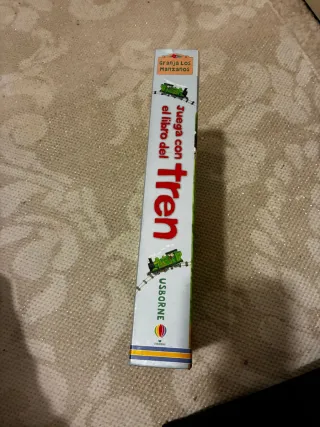 Granja Los
Manzanos
Juega con
el libro del
tren
USBORNE